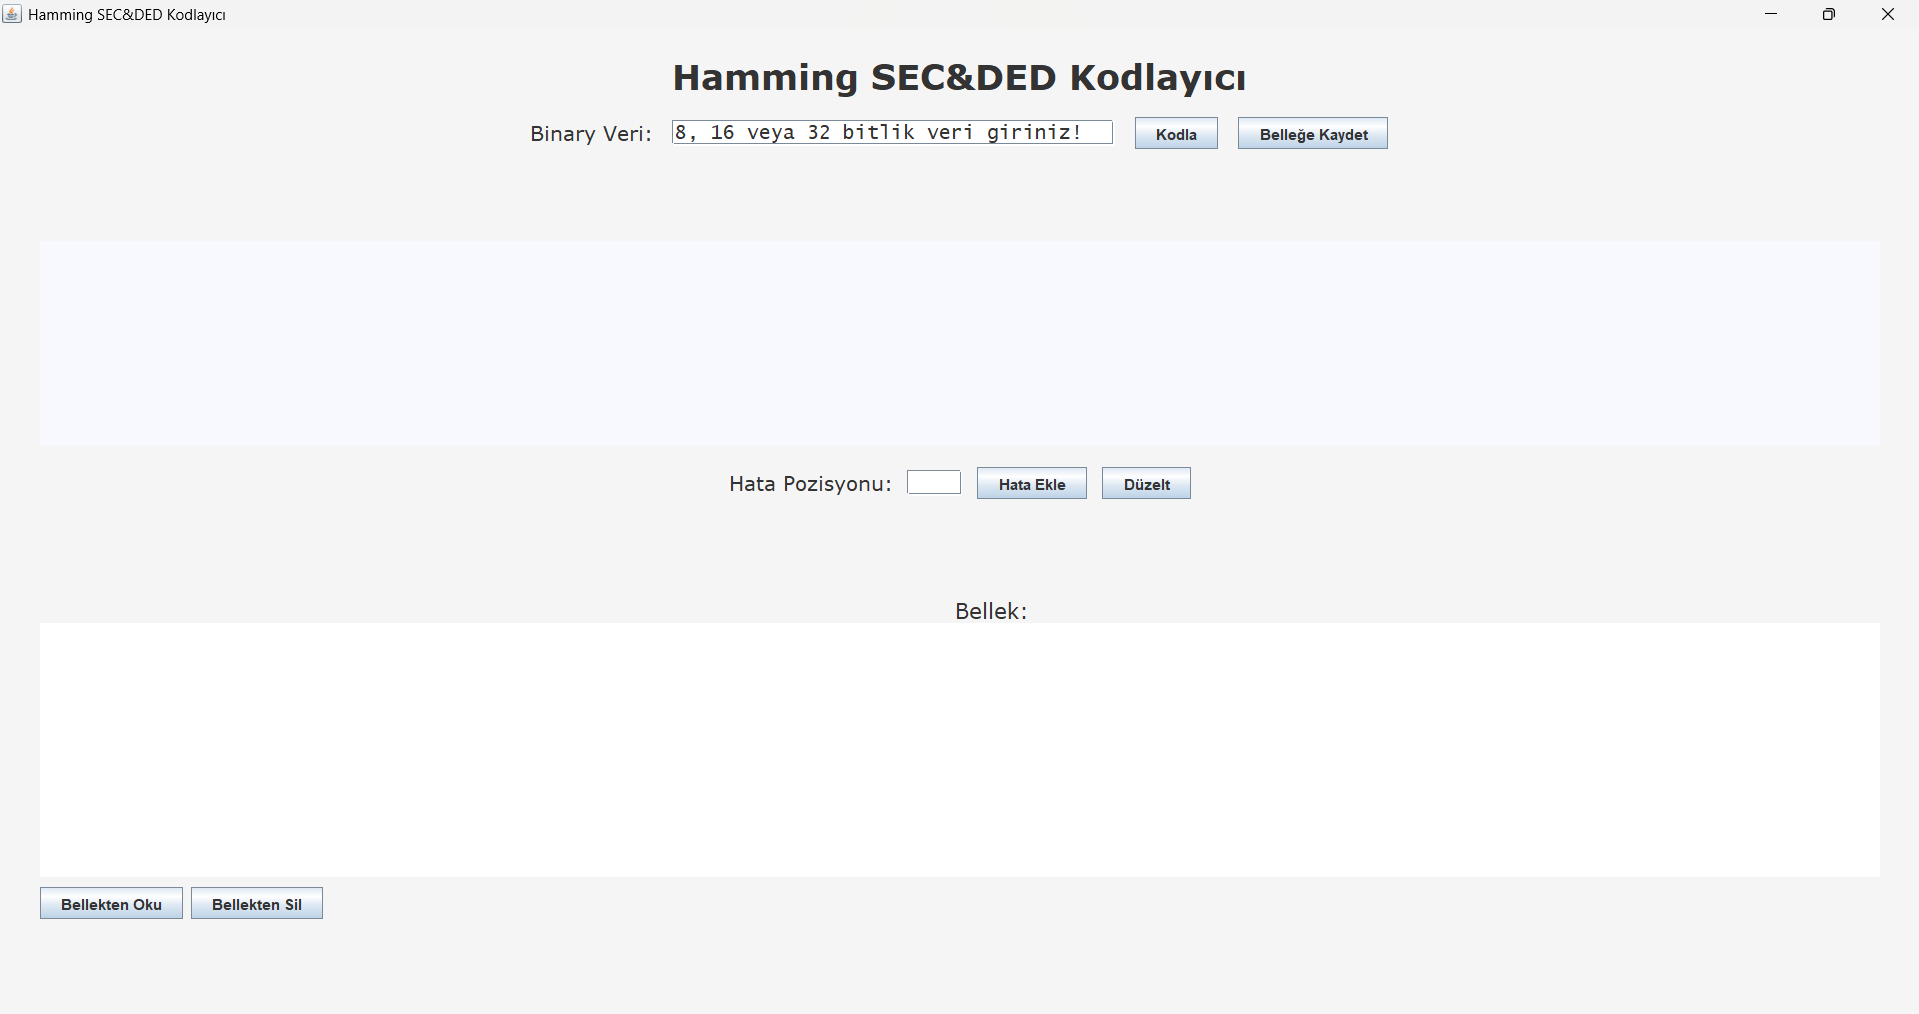 Hamming SEC&DED Kodlayıcı
Hamming SEC&DED Kodlayıcı
Binary Veri: 8, 16 veya 32 bitlik veri giriniz! Kodla Belleğe Kaydet
Hata Pozisyonu: Hata Ekle Düzelt
Bellek:
Bellekten Oku Bellekten Sil